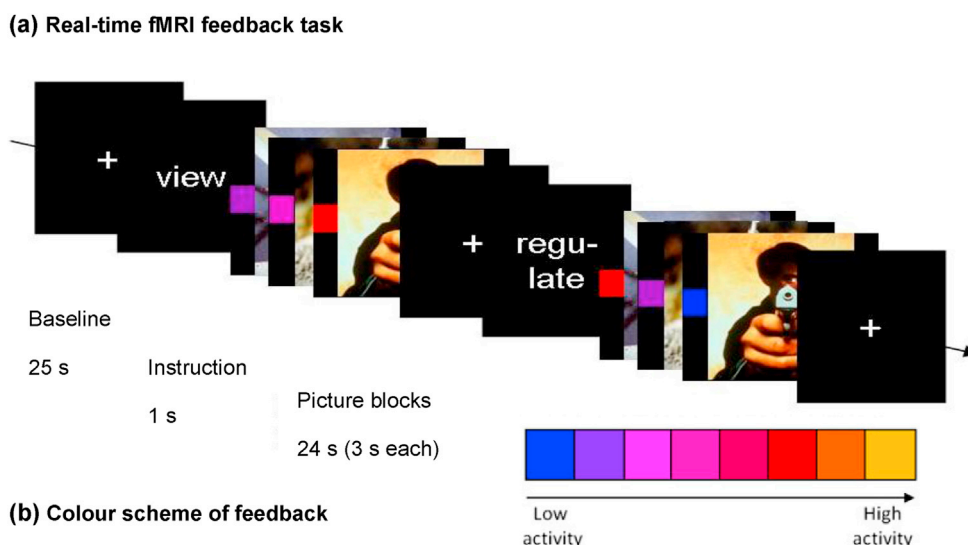 (a) Real-time fMRI feedback task
+
view
+
regu-
late
+
Baseline
25 s
Instruction
1 s
Picture blocks
24 s (3 s each)
Low
activity
High
activity
(b) Colour scheme of feedback